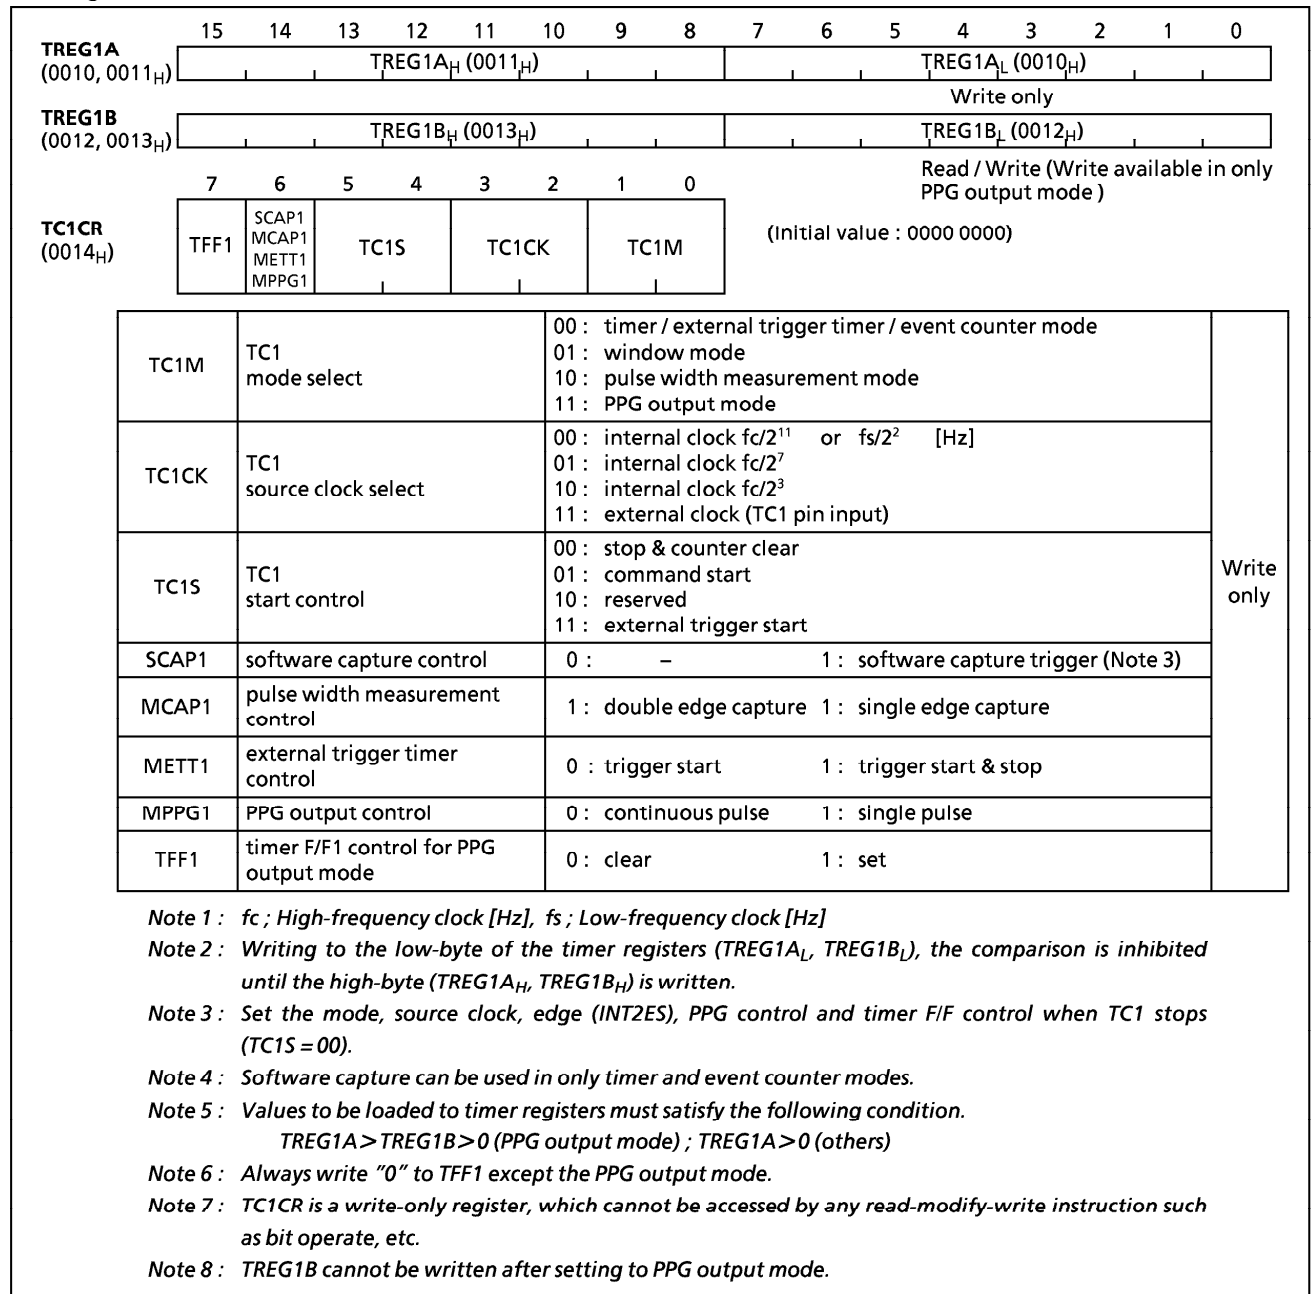 15 14 13 12 11 10 9 8 7 6 5 4 3 2 1 0
TREG1A
(0010, 0011H)
TREG1AH (0011H) TREG1AL (0010H)
Write only
TREG1B
(0012, 0013H)
TREG1BH (0013H) TREG1BL (0012H)
Read / Write (Write available in only
PPG output mode )
7 6 5 4 3 2 1 0
TC1CR
(0014H)
TFF1
SCAP1
MCAP1
METT1
MPPG1
TC1S TC1CK TC1M
(Initial value : 0000 0000)
TC1M
TC1
mode select
00 : timer / external trigger timer / event counter mode
01 : window mode
10 : pulse width measurement mode
11 : PPG output mode
TC1CK
TC1
source clock select
00 : internal clock fc/2¹¹ or fs/2² [Hz]
01 : internal clock fc/2⁷
10 : internal clock fc/2³
11 : external clock (TC1 pin input)
TC1S
TC1
start control
00 : stop & counter clear
01 : command start
10 : reserved
11 : external trigger start
Write
only
SCAP1 software capture control 0 : – 1 : software capture trigger (Note 3)
MCAP1
pulse width measurement
control
1 : double edge capture 1 : single edge capture
METT1
external trigger timer
control
0 : trigger start 1 : trigger start & stop
MPPG1 PPG output control 0 : continuous pulse 1 : single pulse
TFF1
timer F/F1 control for PPG
output mode
0 : clear 1 : set
Note 1 : fc ; High-frequency clock [Hz], fs ; Low-frequency clock [Hz]
Note 2 : Writing to the low-byte of the timer registers (TREG1AL, TREG1BL), the comparison is inhibited
until the high-byte (TREG1AH, TREG1BH) is written.
Note 3 : Set the mode, source clock, edge (INT2ES), PPG control and timer F/F control when TC1 stops
(TC1S = 00).
Note 4 : Software capture can be used in only timer and event counter modes.
Note 5 : Values to be loaded to timer registers must satisfy the following condition.
TREG1A > TREG1B > 0 (PPG output mode) ; TREG1A > 0 (others)
Note 6 : Always write "0" to TFF1 except the PPG output mode.
Note 7 : TC1CR is a write-only register, which cannot be accessed by any read-modify-write instruction such
as bit operate, etc.
Note 8 : TREG1B cannot be written after setting to PPG output mode.